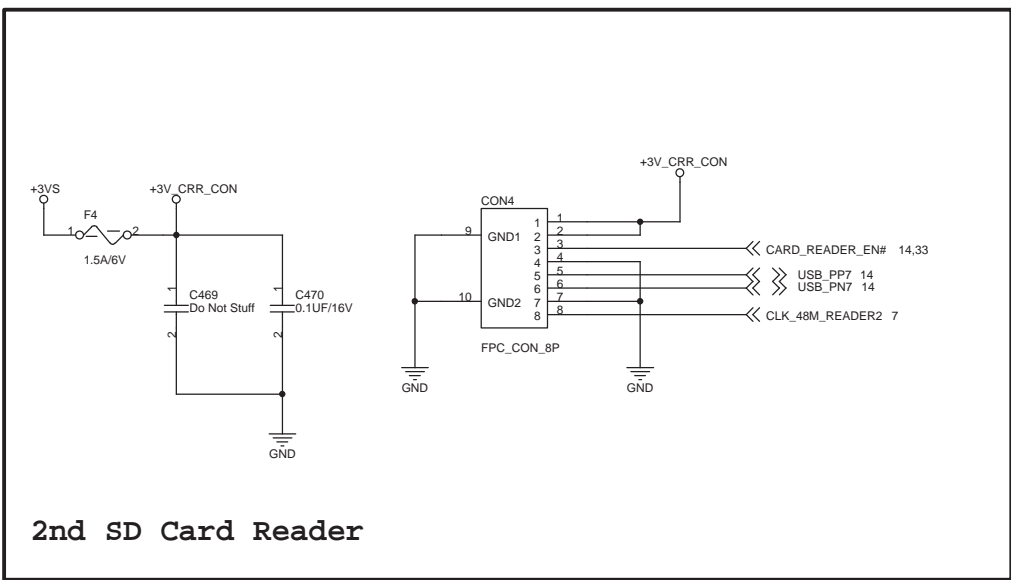 +3VS
+3V_CRR_CON
F4
1 2
1.5A/6V
1 1
C469
Do Not Stuff
C470
0.1UF/16V
2 2
GND
+3V_CRR_CON
CON4
9 GND1
10 GND2
1 1
2 2
3 3 CARD_READER_EN# 14,33
4 4
5 5 USB_PP7 14
6 6 USB_PN7 14
7 7
8 8 CLK_48M_READER2 7
FPC_CON_8P
GND
GND
2nd SD Card Reader